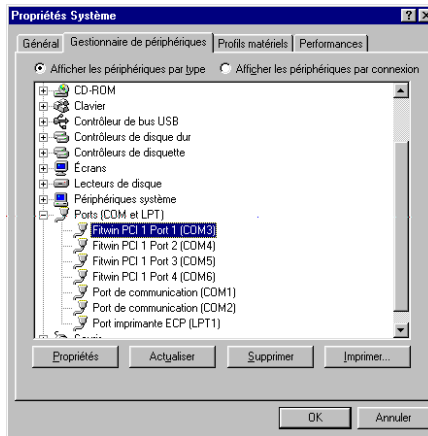 Propriétés Système
Général Gestionnaire de périphériques Profils matériels Performances
Afficher les périphériques par type Afficher les périphériques par connexion
CD-ROM
Clavier
Contrôleur de bus USB
Contrôleurs de disque dur
Contrôleurs de disquette
Écrans
Lecteurs de disque
Périphériques système
Ports (COM et LPT)
Fitwin PCI 1 Port 1 (COM3)
Fitwin PCI 1 Port 2 (COM4)
Fitwin PCI 1 Port 3 (COM5)
Fitwin PCI 1 Port 4 (COM6)
Port de communication (COM1)
Port de communication (COM2)
Port imprimante ECP (LPT1)
Propriétés Actualiser Supprimer Imprimer...
OK Annuler